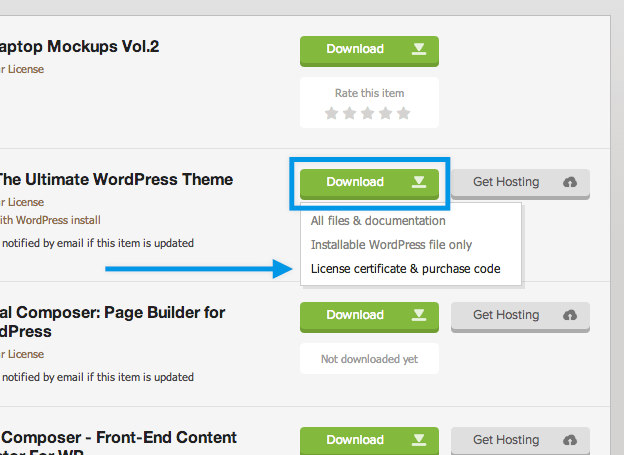 aptop Mockups Vol.2
Download
r License
Rate this item
The Ultimate WordPress Theme
Download
Get Hosting
r License
ith WordPress install
All files & documentation
notified by email if this item is updated
Installable WordPress file only
License certificate & purchase code
al Composer: Page Builder for
dPress
Download
Get Hosting
r License
Not downloaded yet
notified by email if this item is updated
Composer - Front-End Content
Download
Get Hosting
tor For WP